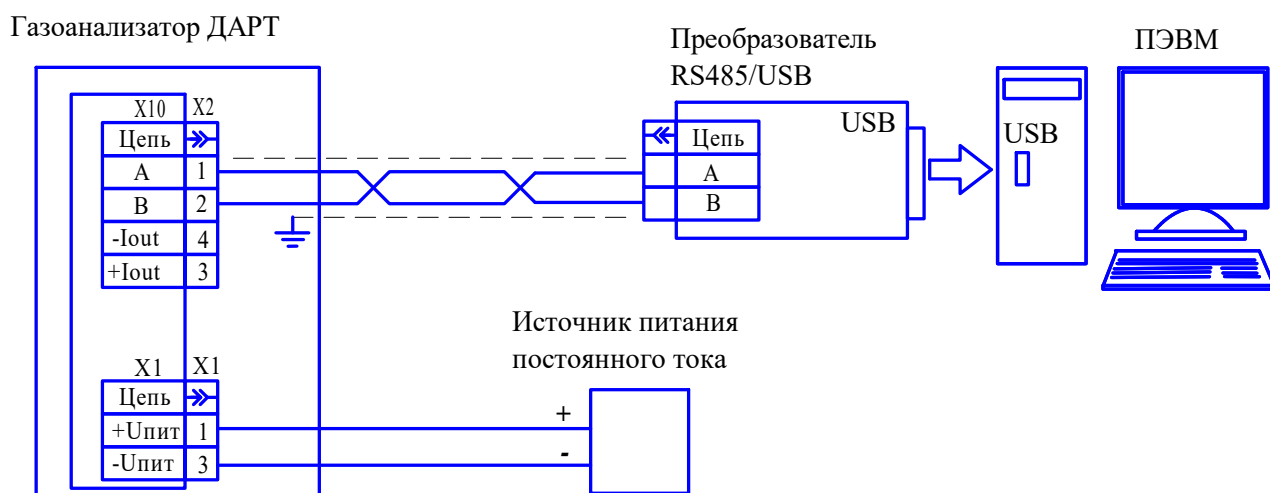 Газоанализатор ДАРТ
Преобразователь
RS485/USB
ПЭВМ
X10 X2
Цепь
A 1
B 2
-Iout 4
+Iout 3
USB
Цепь
A
B
USB
Источник питания
постоянного тока
X1 X1
Цепь
+Uпит 1
-Uпит 3
+
-